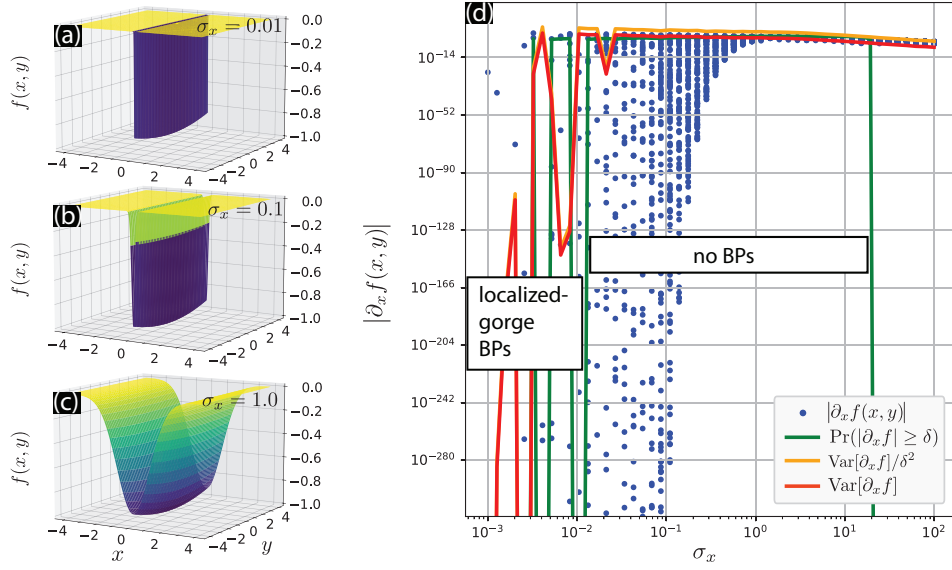 (a)
σ_x = 0.01
f(x, y)
0.0
−0.2
−0.4
−0.6
−0.8
−1.0
−4
−2
0
2
4
−4
−2
0
2
4
(b)
σ_x = 0.1
f(x, y)
0.0
−0.2
−0.4
−0.6
−0.8
−1.0
−4
−2
0
2
4
−4
−2
0
2
4
(c)
σ_x = 1.0
f(x, y)
0.0
−0.2
−0.4
−0.6
−0.8
−1.0
−4
−2
0
2
4
−4
−2
0
2
4
x
y
(d)
|∂_x f(x, y)|
10^−14
10^−52
10^−90
10^−128
10^−166
10^−204
10^−242
10^−280
no BPs
localized-
gorge
BPs
|∂_x f(x, y)|
Pr(|∂_x f| ≥ δ)
Var[∂_x f]/δ^2
Var[∂_x f]
10^−3
10^−2
10^−1
10^0
10^1
10^2
σ_x